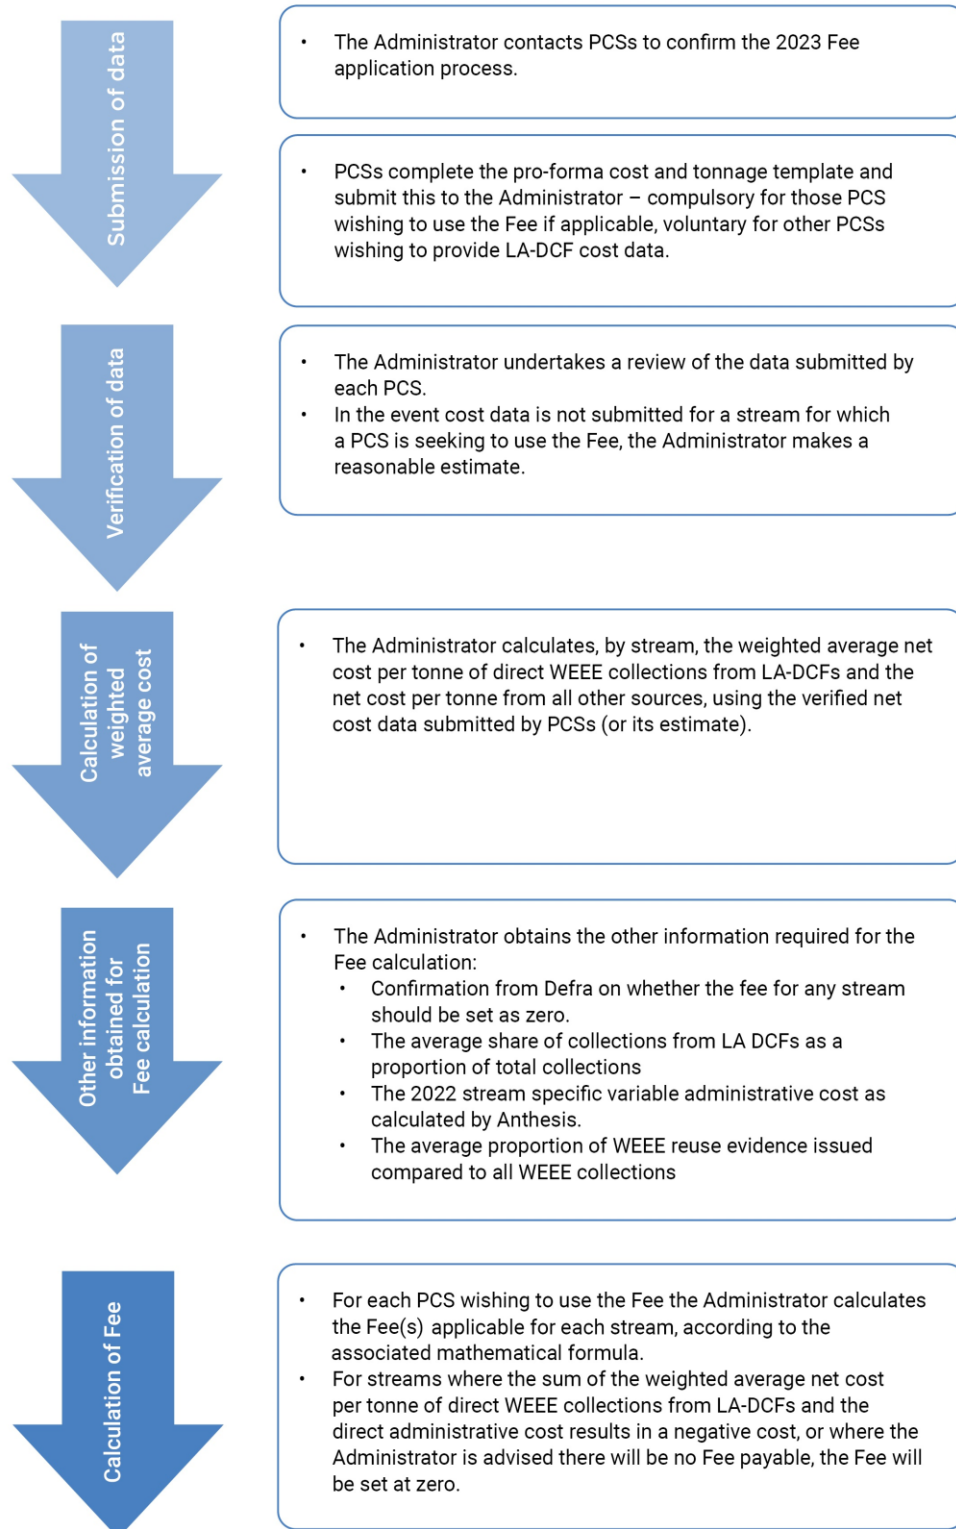 Submission of data
• The Administrator contacts PCSs to confirm the 2023 Fee
application process.
• PCSs complete the pro-forma cost and tonnage template and
submit this to the Administrator – compulsory for those PCS
wishing to use the Fee if applicable, voluntary for other PCSs
wishing to provide LA-DCF cost data.
Verification of data
• The Administrator undertakes a review of the data submitted by
each PCS.
• In the event cost data is not submitted for a stream for which
a PCS is seeking to use the Fee, the Administrator makes a
reasonable estimate.
Calculation of
weighted
average cost
• The Administrator calculates, by stream, the weighted average net
cost per tonne of direct WEEE collections from LA-DCFs and the
net cost per tonne from all other sources, using the verified net
cost data submitted by PCSs (or its estimate).
Other information
obtained for
Fee calculation
• The Administrator obtains the other information required for the
Fee calculation:
• Confirmation from Defra on whether the fee for any stream
should be set as zero.
• The average share of collections from LA DCFs as a
proportion of total collections
• The 2022 stream specific variable administrative cost as
calculated by Anthesis.
• The average proportion of WEEE reuse evidence issued
compared to all WEEE collections
Calculation of Fee
• For each PCS wishing to use the Fee the Administrator calculates
the Fee(s) applicable for each stream, according to the
associated mathematical formula.
• For streams where the sum of the weighted average net cost
per tonne of direct WEEE collections from LA-DCFs and the
direct administrative cost results in a negative cost, or where the
Administrator is advised there will be no Fee payable, the Fee will
be set at zero.